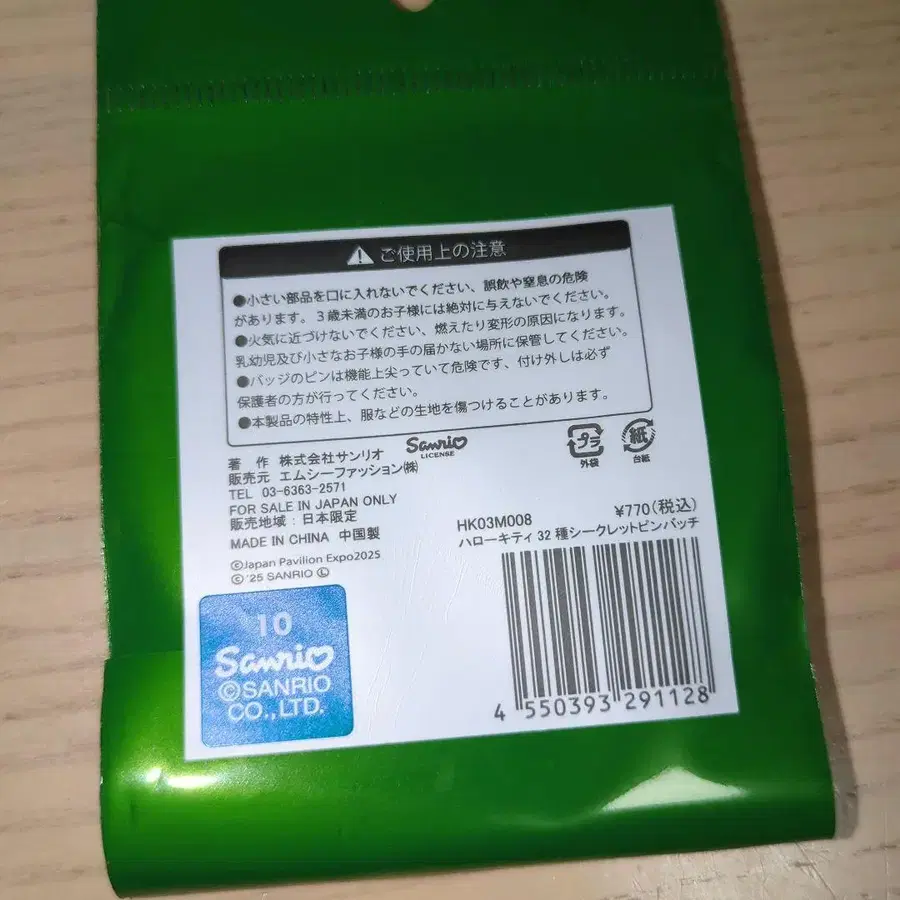 ご使用上の注意
●小さい部品を口に入れないでください、誤飲や窒息の危険
があります。3歳未満のお子様には絶対に与えないでください。
●火気に近づけないでください、燃えたり変形の原因になります。
乳幼児及び小さなお子様の手の届かない場所に保管してください。
●バッジのピンは機能上尖っていて危険です、付け外しは必ず
保護者の方が行ってください。
●本製品の特性上、服などの生地を傷つけることがあります。
著 作 株式会社サンリオ
販売元 エムシーファッション㈱
TEL 03-6363-2571
FOR SALE IN JAPAN ONLY
販売地域:日本限定
MADE IN CHINA 中国製
©Japan Pavilion Expo2025
©'25 SANRIO Ⓛ
Sanrio
LICENSE
プラ
外袋
紙
台紙
HK03M008 ¥770(税込)
ハローキティ 32 種シークレットピンバッチ
4 550393 291128
10
Sanrio
©SANRIO
CO.,LTD.